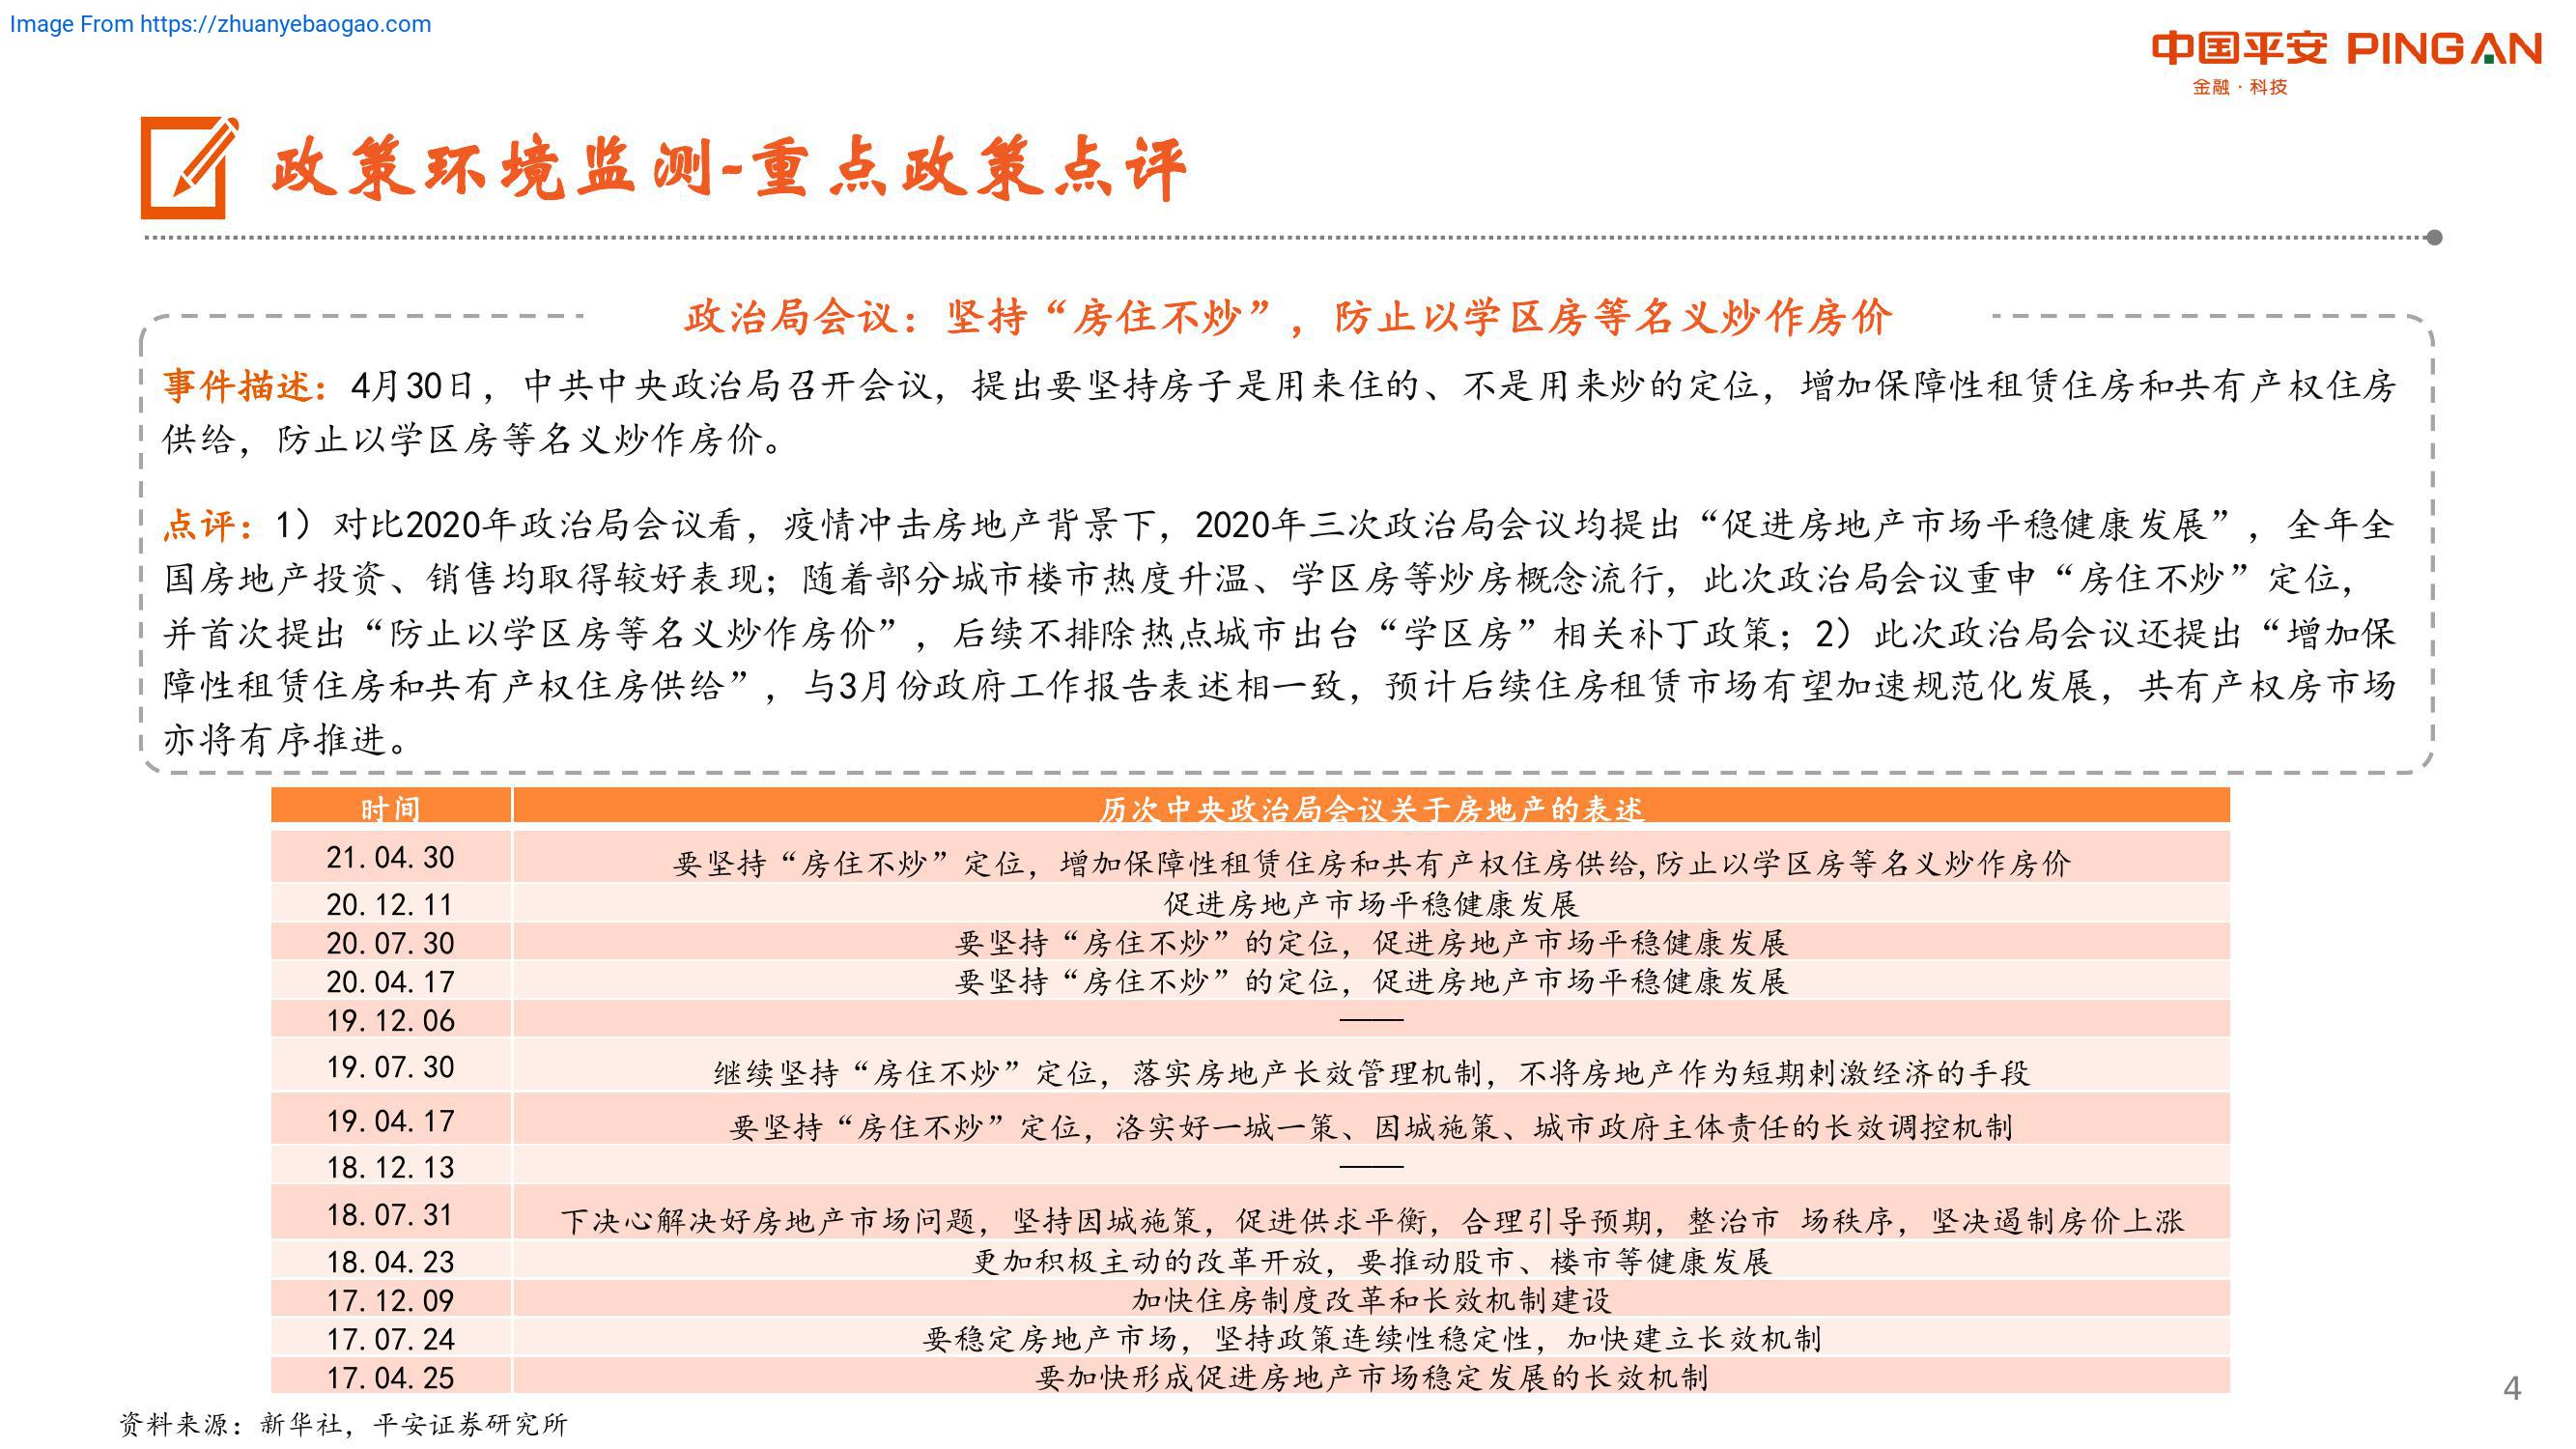 Image From https://zhuanyebaogao.com
中国平安 PINGAN
金融·科技
政策环境监测-重点政策点评
政治局会议：坚持“房住不炒”，防止以学区房等名义炒作房价
事件描述：4月30日，中共中央政治局召开会议，提出要坚持房子是用来住的、不是用来炒的定位，增加保障性租赁住房和共有产权住房
供给，防止以学区房等名义炒作房价。
点评：1）对比2020年政治局会议看，疫情冲击房地产背景下，2020年三次政治局会议均提出“促进房地产市场平稳健康发展”，全年全
国房地产投资、销售均取得较好表现；随着部分城市楼市热度升温、学区房等炒房概念流行，此次政治局会议重申“房住不炒”定位，
并首次提出“防止以学区房等名义炒作房价”，后续不排除热点城市出台“学区房”相关补丁政策；2）此次政治局会议还提出“增加保
障性租赁住房和共有产权住房供给”，与3月份政府工作报告表述相一致，预计后续住房租赁市场有望加速规范化发展，共有产权房市场
亦将有序推进。
时间 历次中央政治局会议关于房地产的表述
21.04.30 要坚持“房住不炒”定位，增加保障性租赁住房和共有产权住房供给,防止以学区房等名义炒作房价
20.12.11 促进房地产市场平稳健康发展
20.07.30 要坚持“房住不炒”的定位，促进房地产市场平稳健康发展
20.04.17 要坚持“房住不炒”的定位，促进房地产市场平稳健康发展
19.12.06 ——
19.07.30 继续坚持“房住不炒”定位，落实房地产长效管理机制，不将房地产作为短期刺激经济的手段
19.04.17 要坚持“房住不炒”定位，洛实好一城一策、因城施策、城市政府主体责任的长效调控机制
18.12.13 ——
18.07.31 下决心解决好房地产市场问题，坚持因城施策，促进供求平衡，合理引导预期，整治市 场秩序，坚决遏制房价上涨
18.04.23 更加积极主动的改革开放，要推动股市、楼市等健康发展
17.12.09 加快住房制度改革和长效机制建设
17.07.24 要稳定房地产市场，坚持政策连续性稳定性，加快建立长效机制
17.04.25 要加快形成促进房地产市场稳定发展的长效机制
资料来源：新华社，平安证券研究所
4